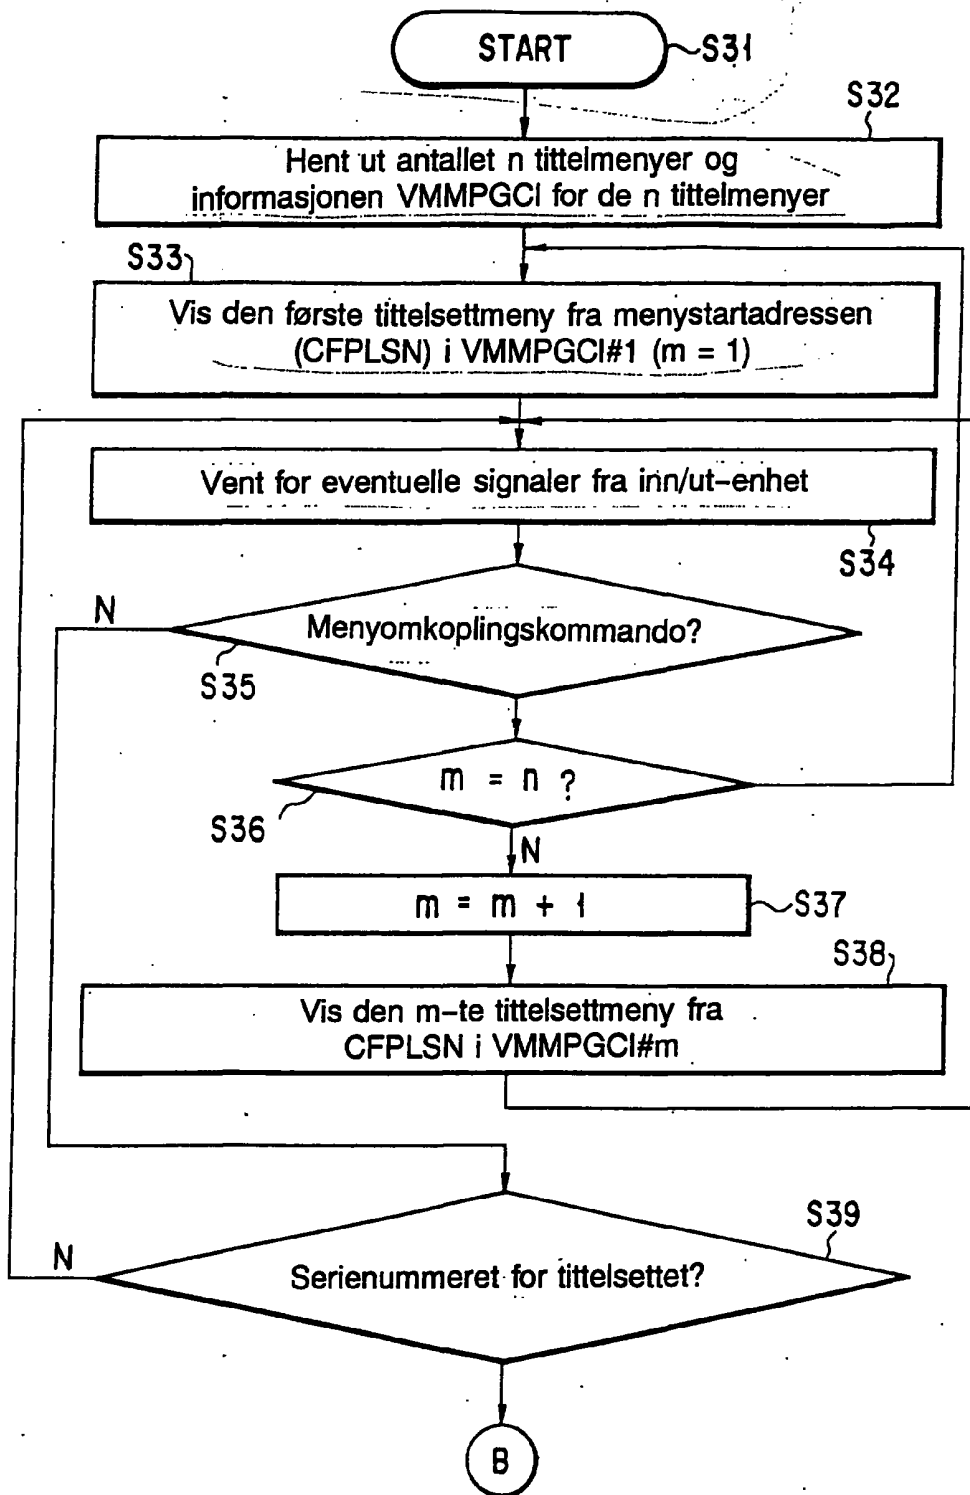 START
S31
S32
Hent ut antallet n tittelmenyer og
informasjonen VMMPGCI for de n tittelmenyer
S33
Vis den første tittelsettmeny fra menystartadressen
(CFPLSN) i VMMPGCI#1 (m = 1)
Vent for eventuelle signaler fra inn/ut-enhet
S34
N
Menyomkoplingskommando?
S35
m = n ?
S36
N
m = m + 1
S37
S38
Vis den m-te tittelsettmeny fra
CFPLSN i VMMPGCI#m
S39
N
Serienummeret for tittelsettet?
B